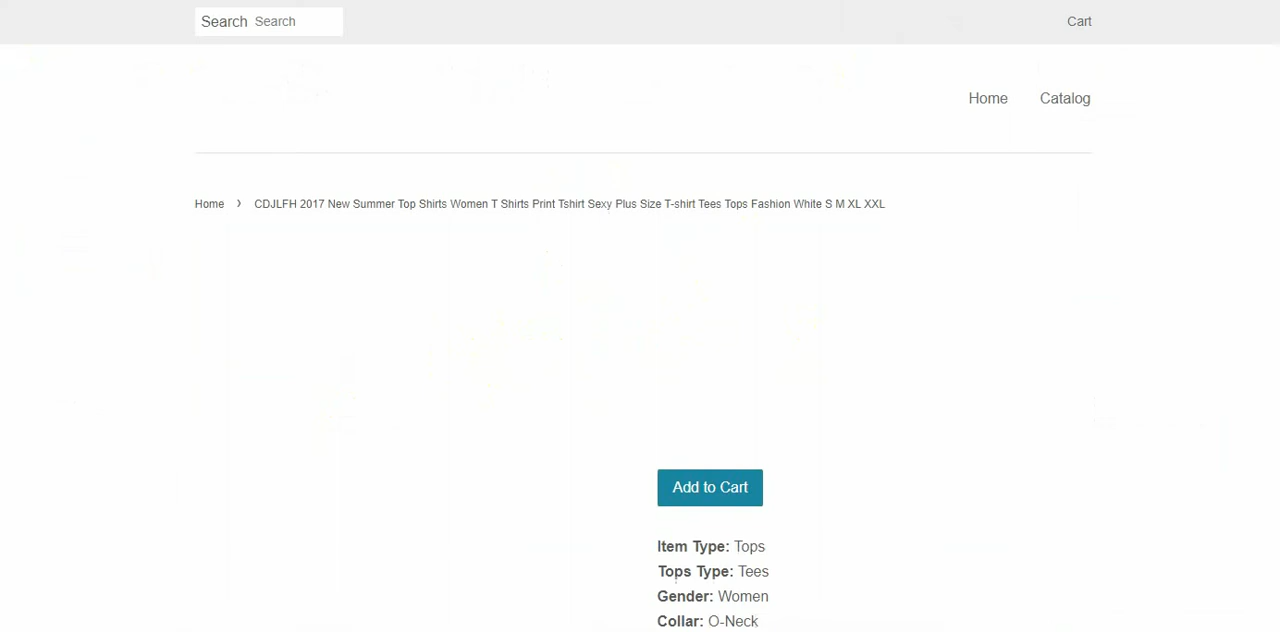 Search Search
Cart
Home Catalog
Home › CDJLFH 2017 New Summer Top Shirts Women T Shirts Print Tshirt Sexy Plus Size T-shirt Tees Tops Fashion White S M XL XXL
Add to Cart
Item Type: Tops
Tops Type: Tees
Gender: Women
Collar: O-Neck